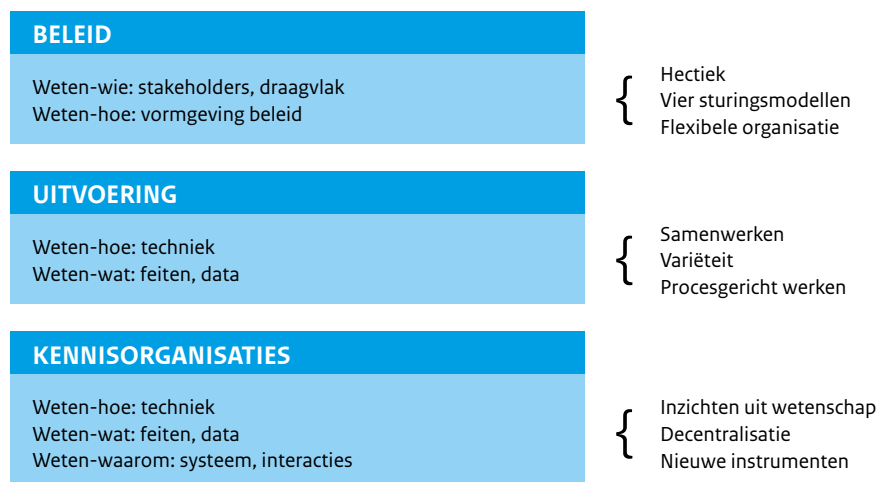 BELEID
Weten-wie: stakeholders, draagvlak
Weten-hoe: vormgeving beleid
{
Hectiek
Vier sturingsmodellen
Flexibele organisatie
UITVOERING
Weten-hoe: techniek
Weten-wat: feiten, data
{
Samenwerken
Variëteit
Procesgericht werken
KENNISORGANISATIES
Weten-hoe: techniek
Weten-wat: feiten, data
Weten-waarom: systeem, interacties
{
Inzichten uit wetenschap
Decentralisatie
Nieuwe instrumenten